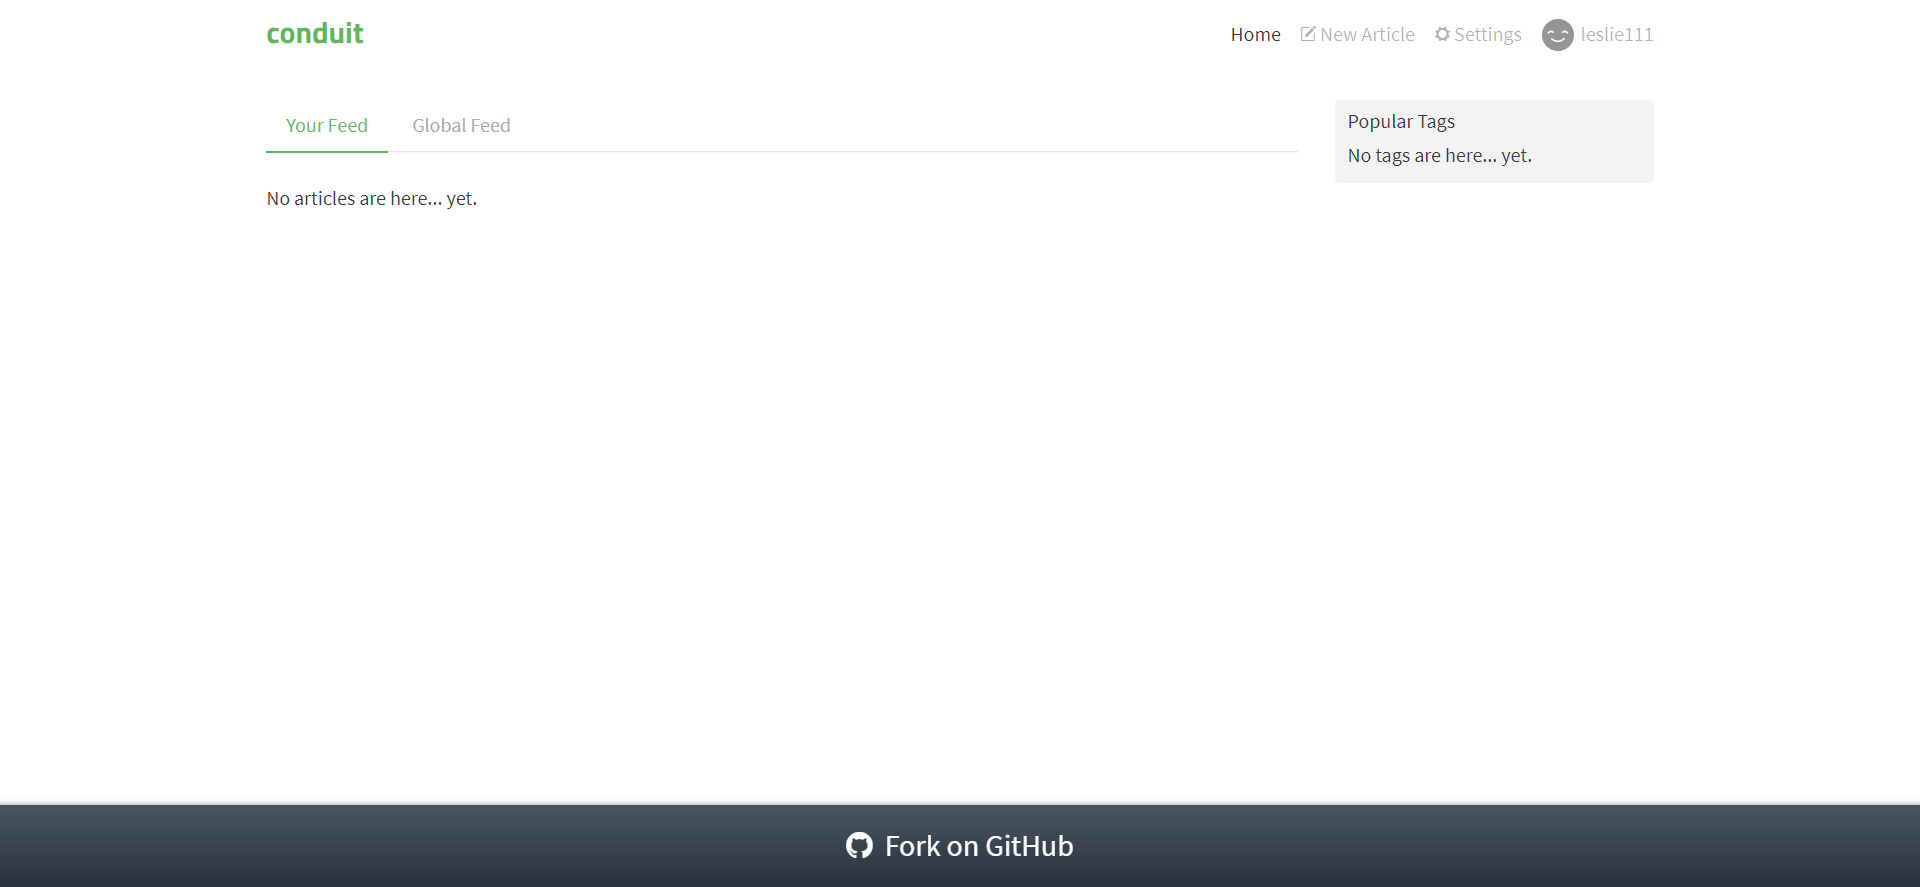 conduit
Home New Article Settings leslie111
Your Feed Global Feed
Popular Tags
No tags are here... yet.
No articles are here... yet.
Fork on GitHub